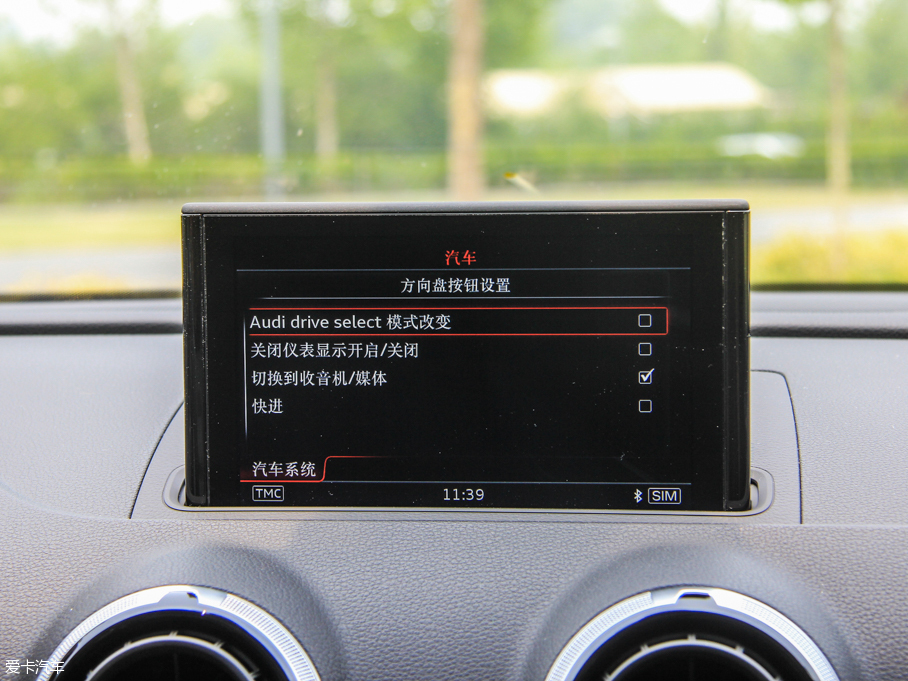 汽车
方向盘按钮设置
Audi drive select 模式改变
关闭仪表显示开启/关闭
切换到收音机/媒体
快进
汽车系统
TMC 11:39 SIM
爱卡汽车